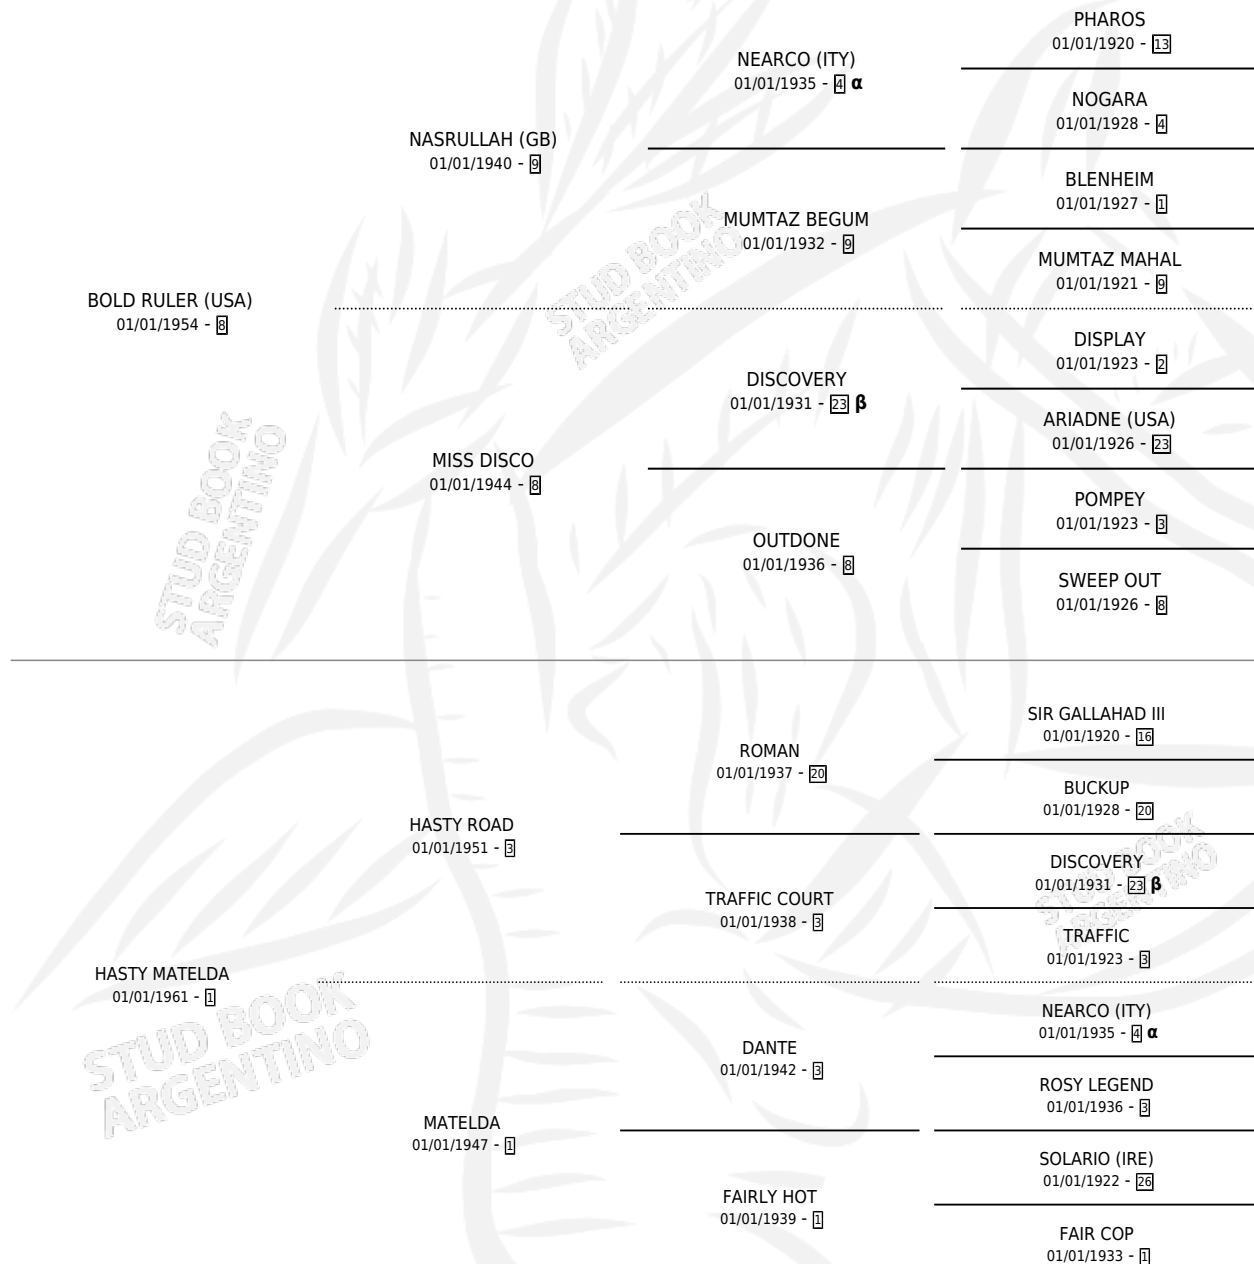 PHAROS
01/01/1920 - 13
NEARCO (ITY)
01/01/1935 - 4 α
NOGARA
01/01/1928 - 4
NASRULLAH (GB)
01/01/1940 - 9
BLENHEIM
01/01/1927 - 1
MUMTAZ BEGUM
01/01/1932 - 9
MUMTAZ MAHAL
01/01/1921 - 9
STUD BOOK
ARGENTINO
BOLD RULER (USA)
01/01/1954 - 8
DISPLAY
01/01/1923 - 2
DISCOVERY
01/01/1931 - 23 β
ARIADNE (USA)
01/01/1926 - 23
MISS DISCO
01/01/1944 - 8
POMPEY
01/01/1923 - 3
OUTDONE
01/01/1936 - 8
SWEEP OUT
01/01/1926 - 8
STUD BOOK
ARGENTINO
SIR GALLAHAD III
01/01/1920 - 16
ROMAN
01/01/1937 - 20
BUCKUP
01/01/1928 - 20
HASTY ROAD
01/01/1951 - 3
DISCOVERY
01/01/1931 - 23 β
TRAFFIC COURT
01/01/1938 - 3
TRAFFIC
01/01/1923 - 3
STUD BOOK
ARGENTINO
HASTY MATELDA
01/01/1961 - 1
NEARCO (ITY)
01/01/1935 - 4 α
DANTE
01/01/1942 - 3
ROSY LEGEND
01/01/1936 - 3
STUD BOOK
ARGENTINO
MATELDA
01/01/1947 - 1
SOLARIO (IRE)
01/01/1922 - 26
FAIRLY HOT
01/01/1939 - 1
FAIR COP
01/01/1933 - 1